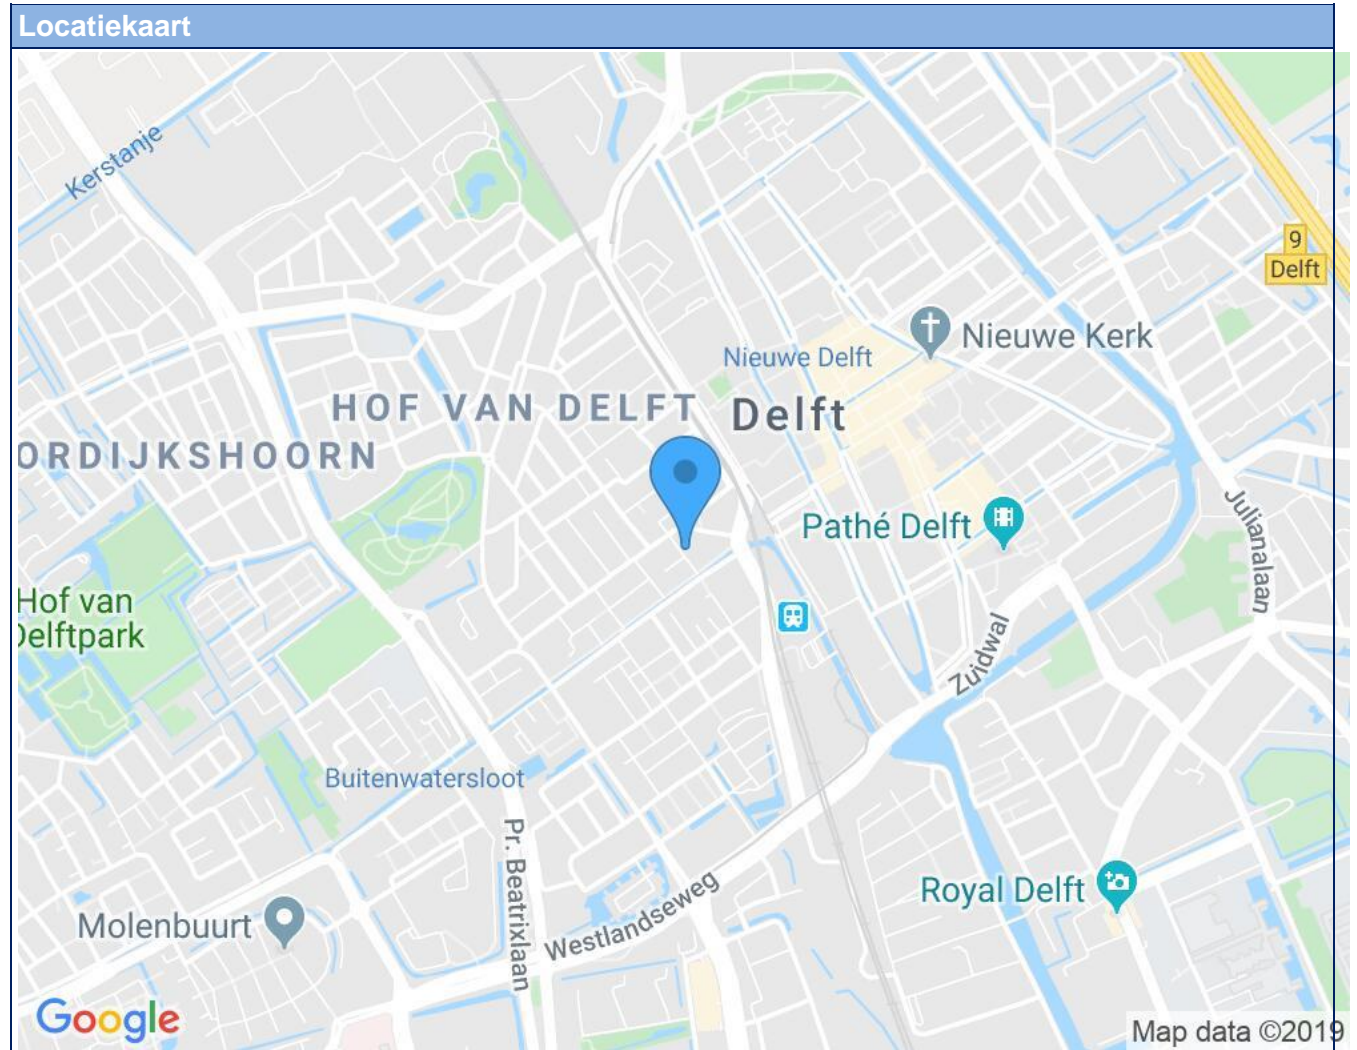 Locatiekaart
Kerstanje
9
Delft
Nieuwe Kerk
Nieuwe Delft
HOF VAN DELFT
Delft
ORDIJKSHOORN
Pathé Delft
Julianalaan
Hof van
Delftpark
Zuidwal
Buitenwatersloot
Pr. Beatrixlaan
Royal Delft
Westlandseweg
Molenbuurt
Google
Map data ©2019